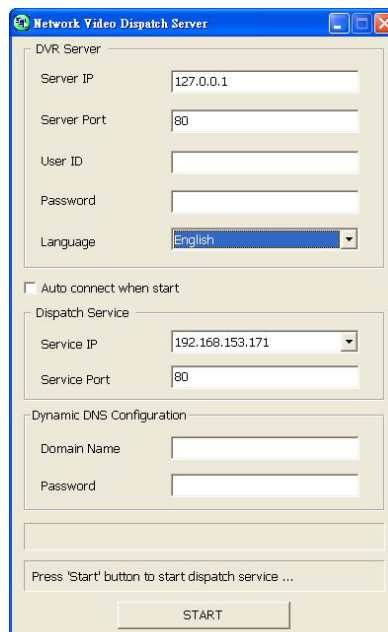 Network Video Dispatch Server
DVR Server
Server IP
127.0.0.1
Server Port
80
User ID
Password
Language
English
Auto connect when start
Dispatch Service
Service IP
192.168.153.171
Service Port
80
Dynamic DNS Configuration
Domain Name
Password
Press 'Start' button to start dispatch service ...
START